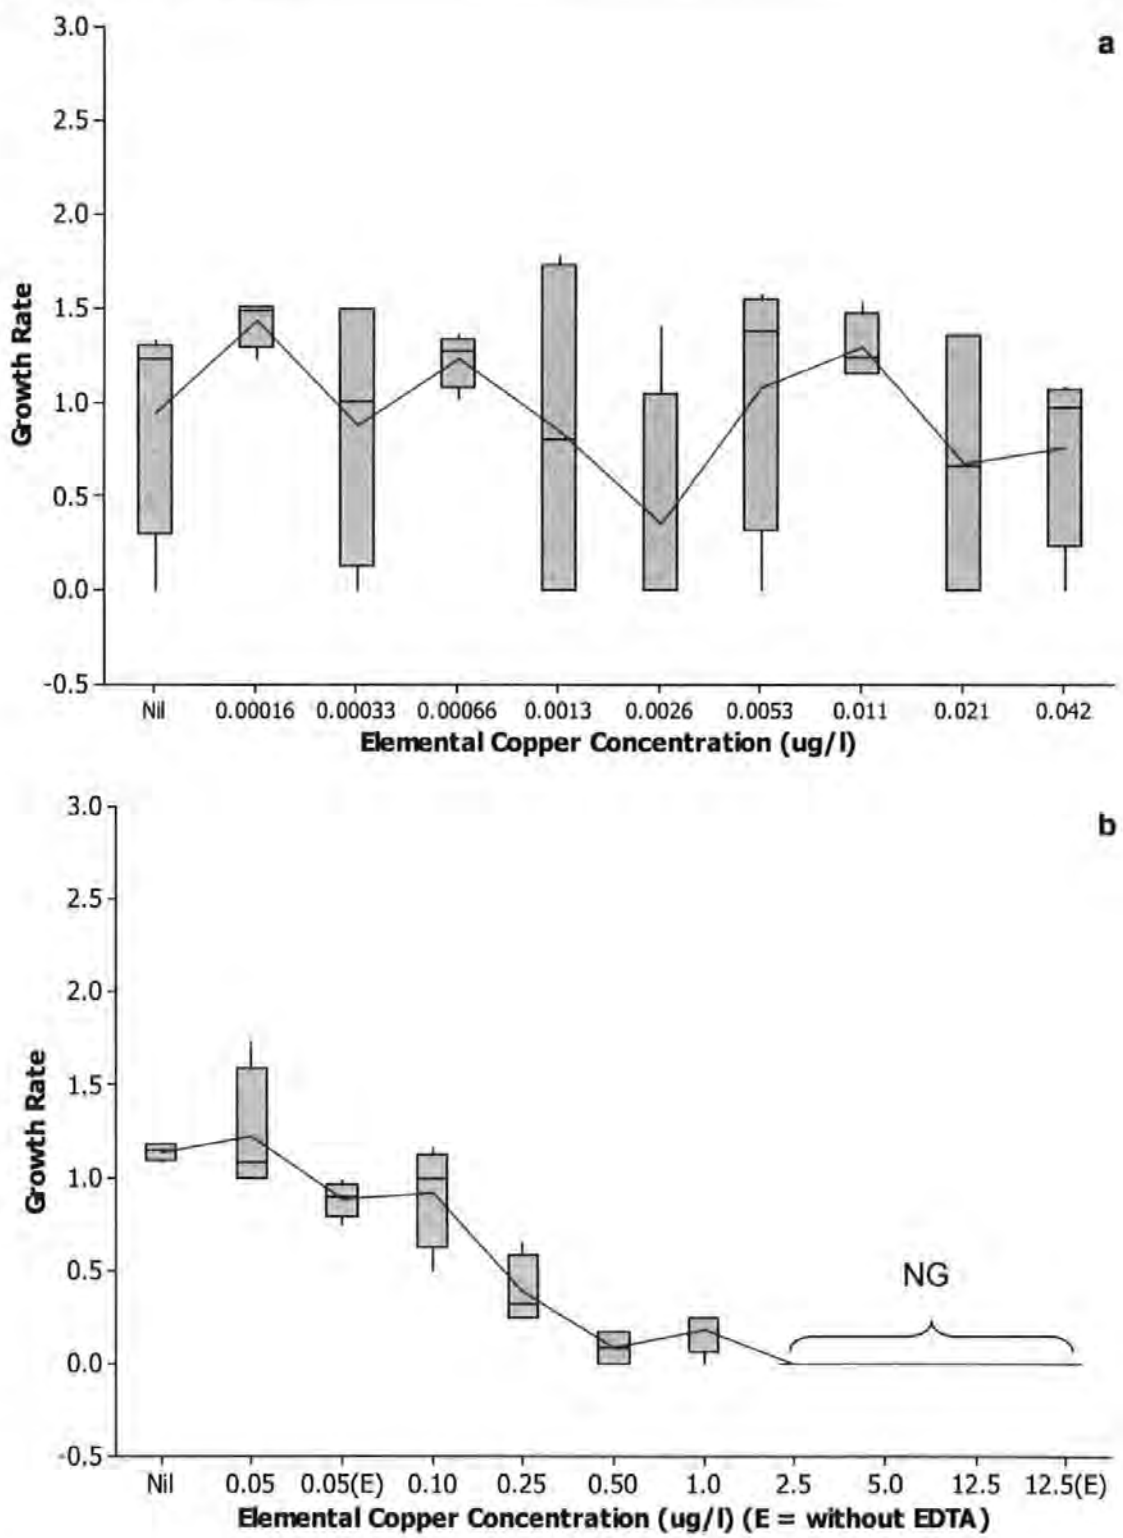 a
3.0
2.5
2.0
1.5
1.0
0.5
0.0
-0.5
Growth Rate
Nil 0.00016 0.00033 0.00066 0.0013 0.0026 0.0053 0.011 0.021 0.042
Elemental Copper Concentration (ug/l)
b
3.0
2.5
2.0
1.5
1.0
0.5
0.0
-0.5
Growth Rate
NG
Nil 0.05 0.05(E) 0.10 0.25 0.50 1.0 2.5 5.0 12.5 12.5(E)
Elemental Copper Concentration (ug/l) (E = without EDTA)